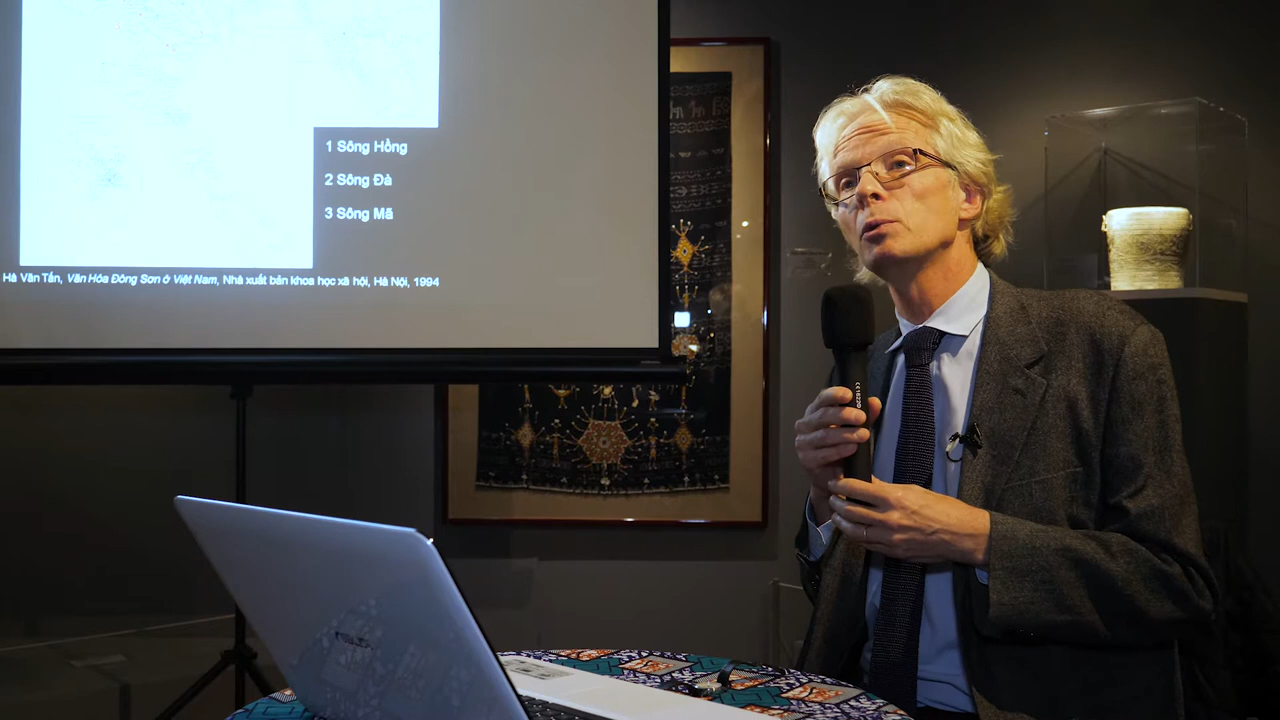 1 Sông Hồng
2 Sông Đà
3 Sông Mã
Hà Văn Tấn, Văn Hóa Đông Sơn ở Việt Nam, Nhà xuất bản khoa học xã hội, Hà Nội, 1994